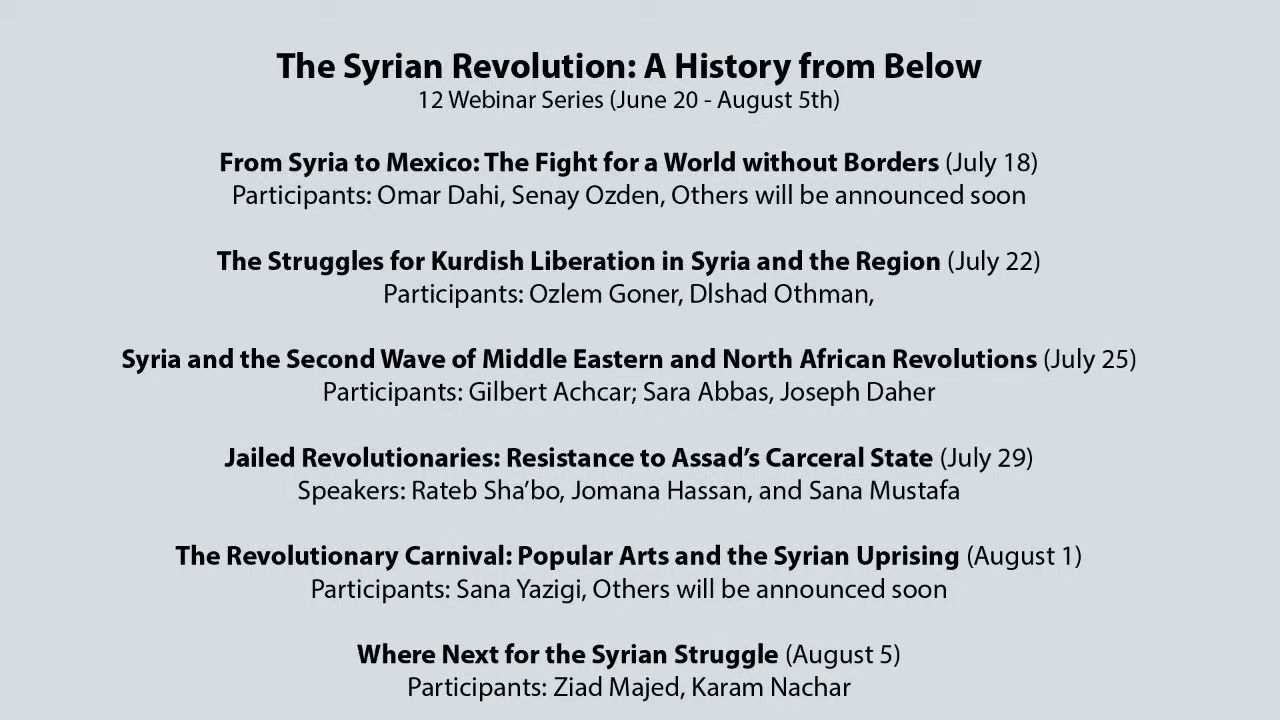 The Syrian Revolution: A History from Below
12 Webinar Series (June 20 - August 5th)
From Syria to Mexico: The Fight for a World without Borders (July 18)
Participants: Omar Dahi, Senay Ozden, Others will be announced soon
The Struggles for Kurdish Liberation in Syria and the Region (July 22)
Participants: Ozlem Goner, Dlshad Othman,
Syria and the Second Wave of Middle Eastern and North African Revolutions (July 25)
Participants: Gilbert Achcar; Sara Abbas, Joseph Daher
Jailed Revolutionaries: Resistance to Assad’s Carceral State (July 29)
Speakers: Rateb Sha’bo, Jomana Hassan, and Sana Mustafa
The Revolutionary Carnival: Popular Arts and the Syrian Uprising (August 1)
Participants: Sana Yazigi, Others will be announced soon
Where Next for the Syrian Struggle (August 5)
Participants: Ziad Majed, Karam Nachar